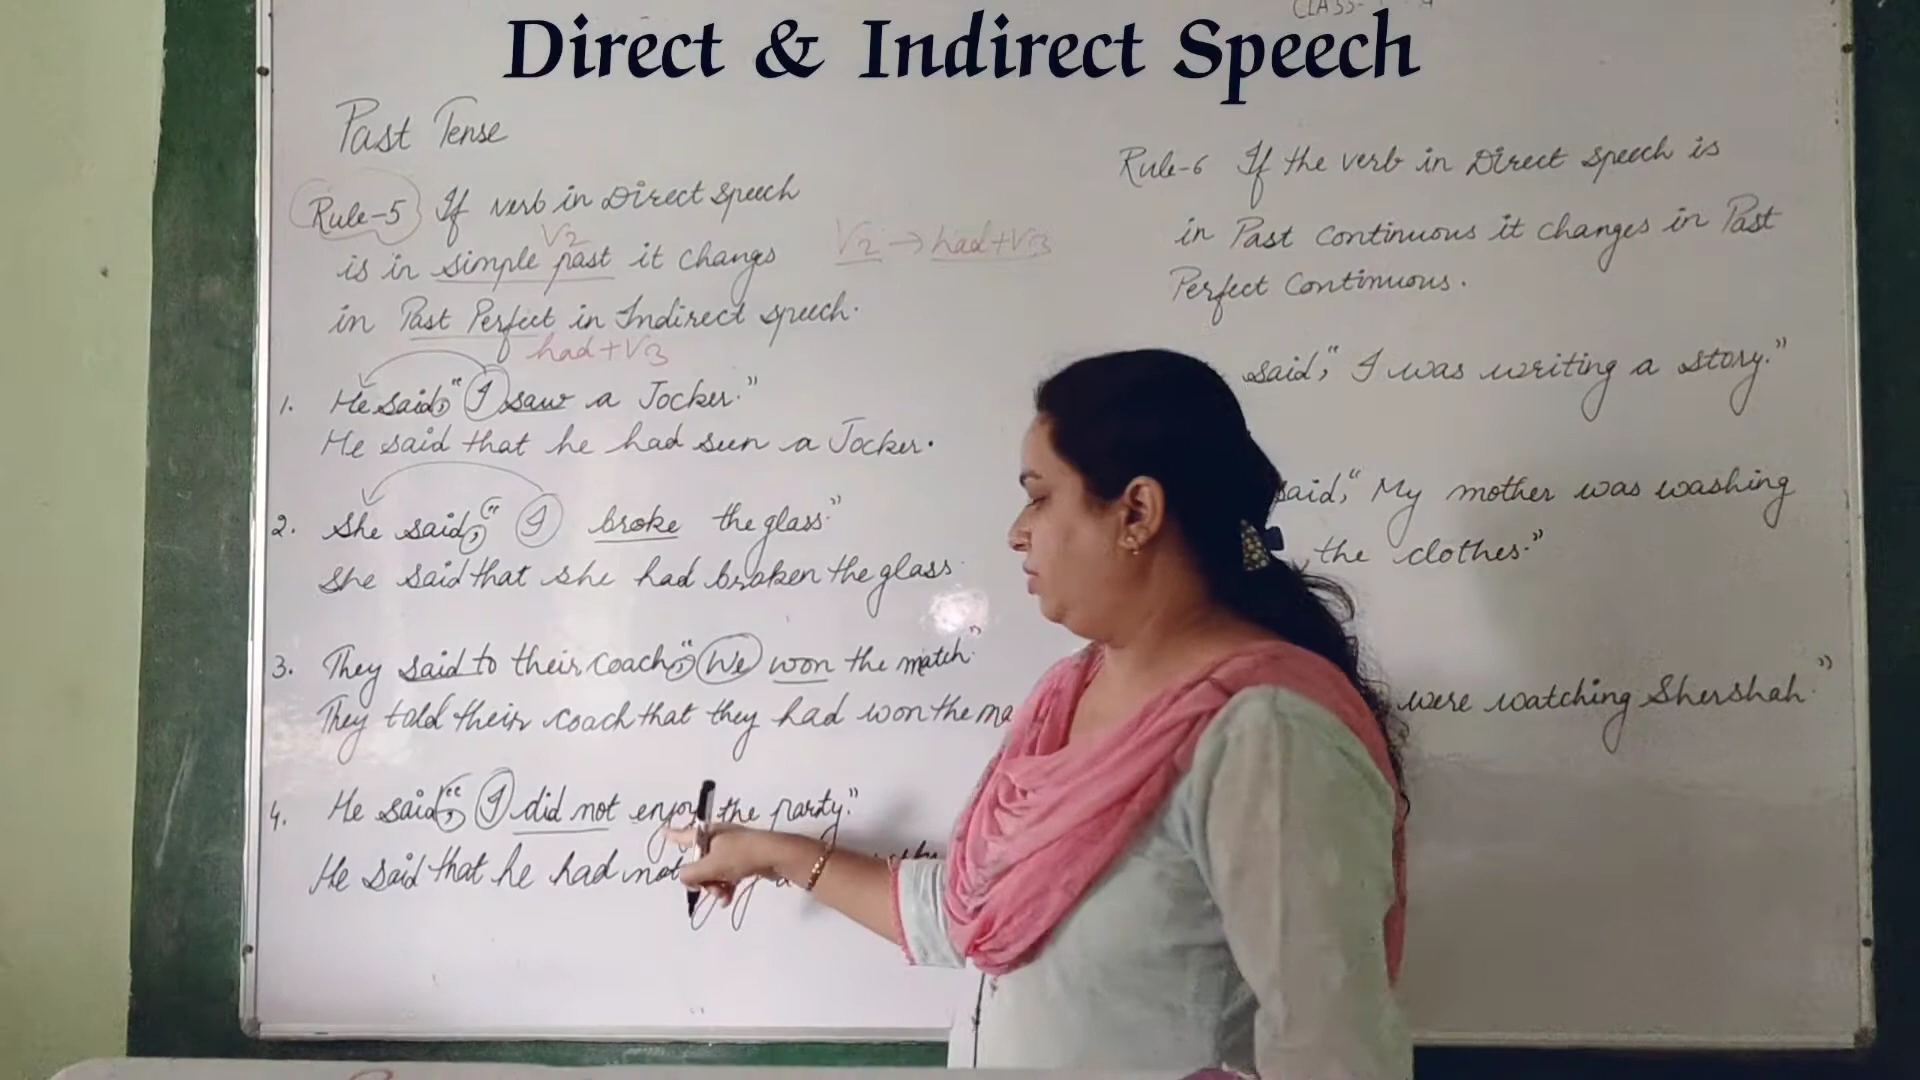 Direct & Indirect Speech
CLASS-
Past Tense
Rule-5 If verb in Direct speech
V2
is in simple past it changs
V2 → had+V3
in Past Perfect in Indirect speech.
had+V3
1. He said, "I saw a Jocker."
He said that he had seen a Jocker.
2. She said, "I broke the glass."
She said that she had broken the glass
3. They said to their coach, "We won the match."
They told their coach that they had won the ma
4. He said, "I did not enjoy the party."
He said that he had not
Rule-6 If the verb in Direct speech is
in Past continuous it changes in Past
Perfect Continuous.
said, "I was writing a story."
said, "My mother was washing
the clothes."
were watching Shershah."